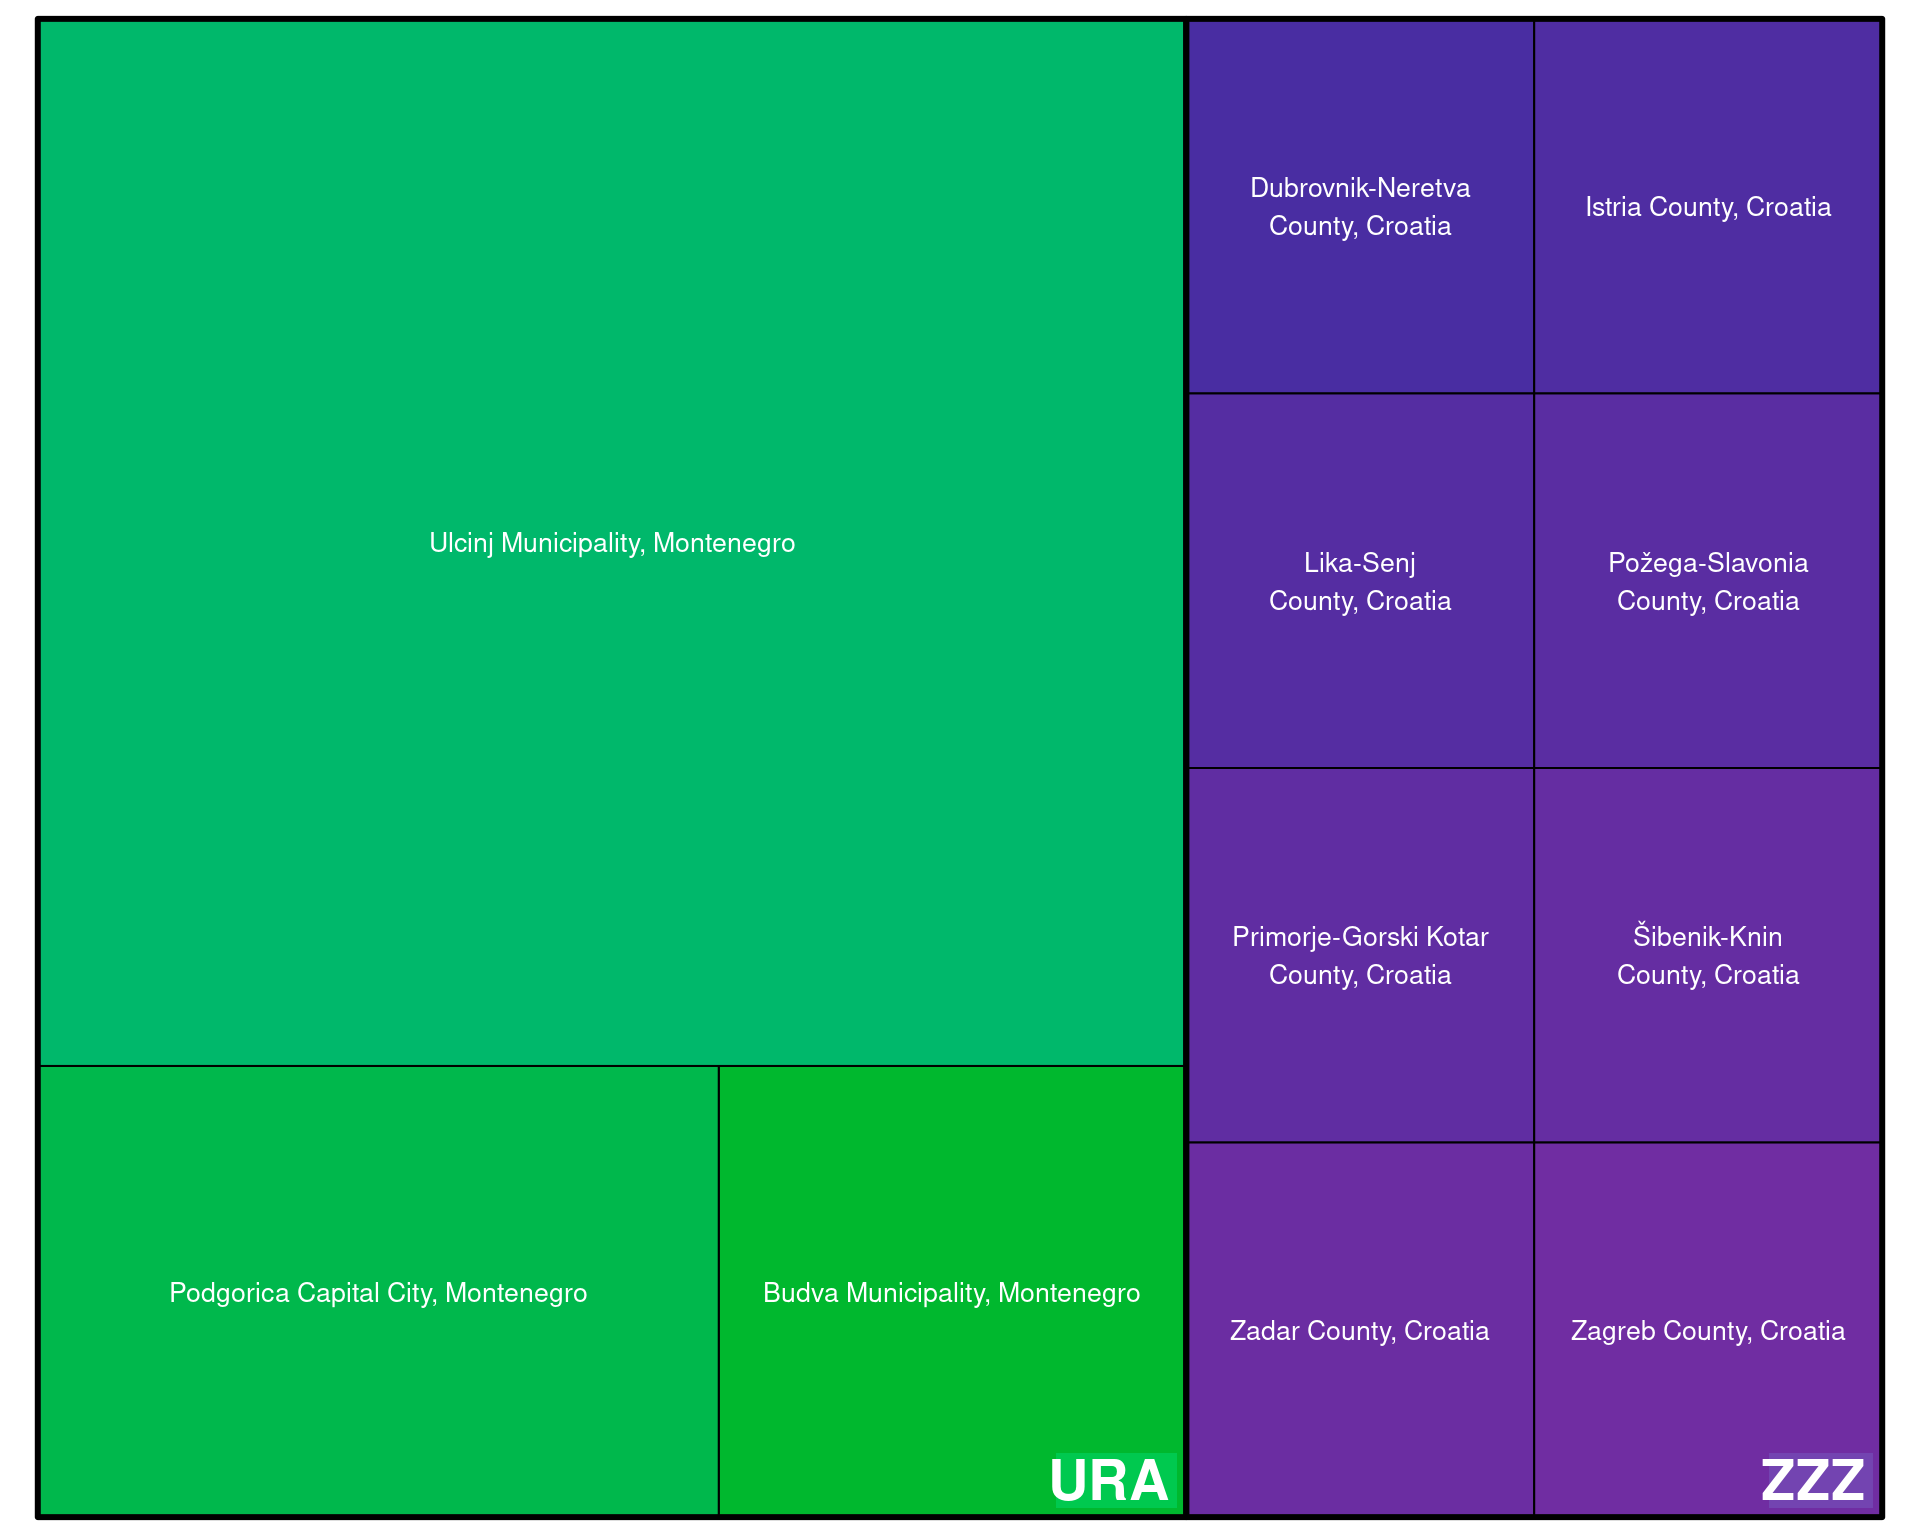 Ulcinj Municipality, Montenegro
Podgorica Capital City, Montenegro
Budva Municipality, Montenegro
URA
Dubrovnik-Neretva
County, Croatia
Istria County, Croatia
Lika-Senj
County, Croatia
Požega-Slavonia
County, Croatia
Primorje-Gorski Kotar
County, Croatia
Šibenik-Knin
County, Croatia
Zadar County, Croatia
Zagreb County, Croatia
ZZZ